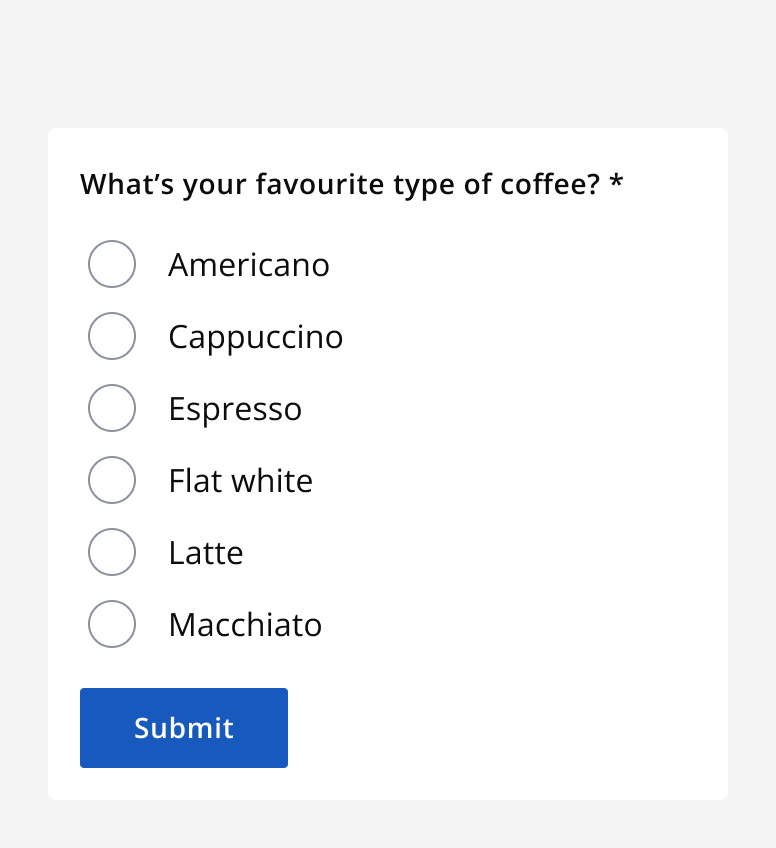 What’s your favourite type of coffee? *
Americano
Cappuccino
Espresso
Flat white
Latte
Macchiato
Submit